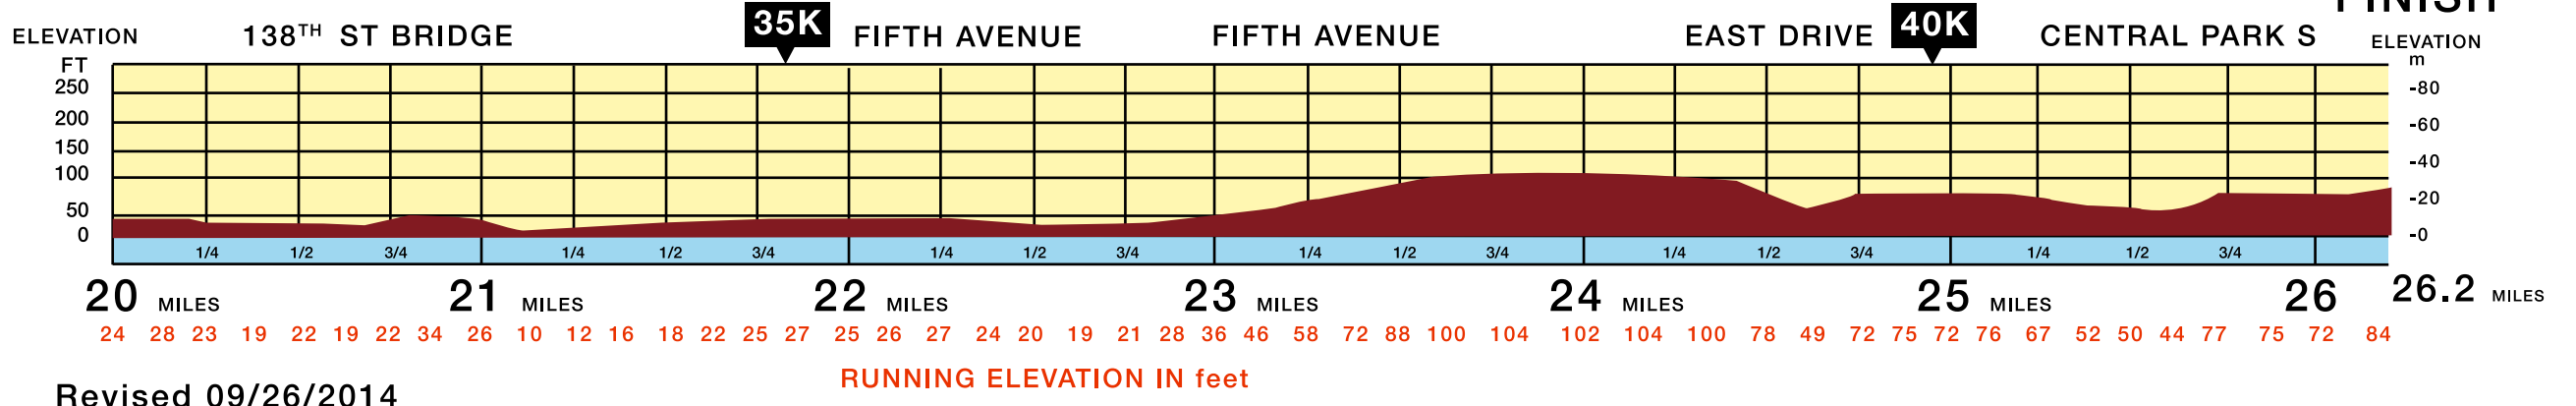 FINISH
35K 40K
ELEVATION 138TH ST BRIDGE FIFTH AVENUE FIFTH AVENUE EAST DRIVE CENTRAL PARK S ELEVATION
FT m
250 -80
200 -60
150 -40
100
50 -20
0 -0
1/4 1/2 3/4 1/4 1/2 3/4 1/4 1/2 3/4 1/4 1/2 3/4 1/4 1/2 3/4 1/4 1/2 3/4
20 MILES 21 MILES 22 MILES 23 MILES 24 MILES 25 MILES 26 26.2 MILES
24 28 23 19 22 19 22 34 26 10 12 16 18 22 25 27 25 26 27 24 20 19 21 28 36 46 58 72 88 100 104 102 104 100 78 49 72 75 72 76 67 52 50 44 77 75 72 84
RUNNING ELEVATION IN feet
Revised 09/26/2014